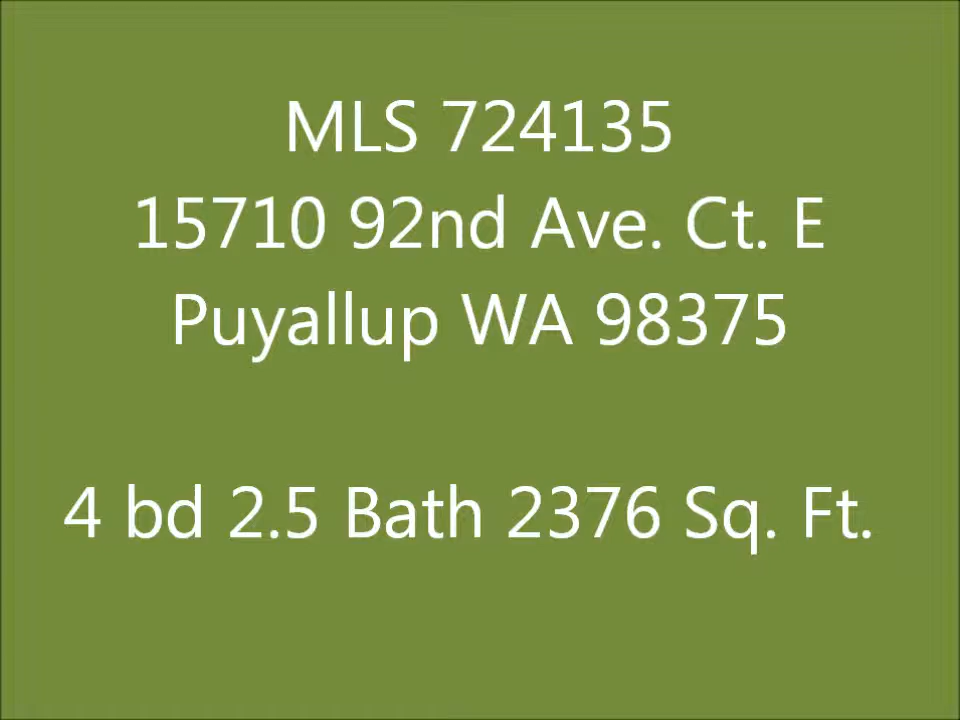 MLS 724135
15710 92nd Ave. Ct. E
Puyallup WA 98375
4 bd 2.5 Bath 2376 Sq. Ft.